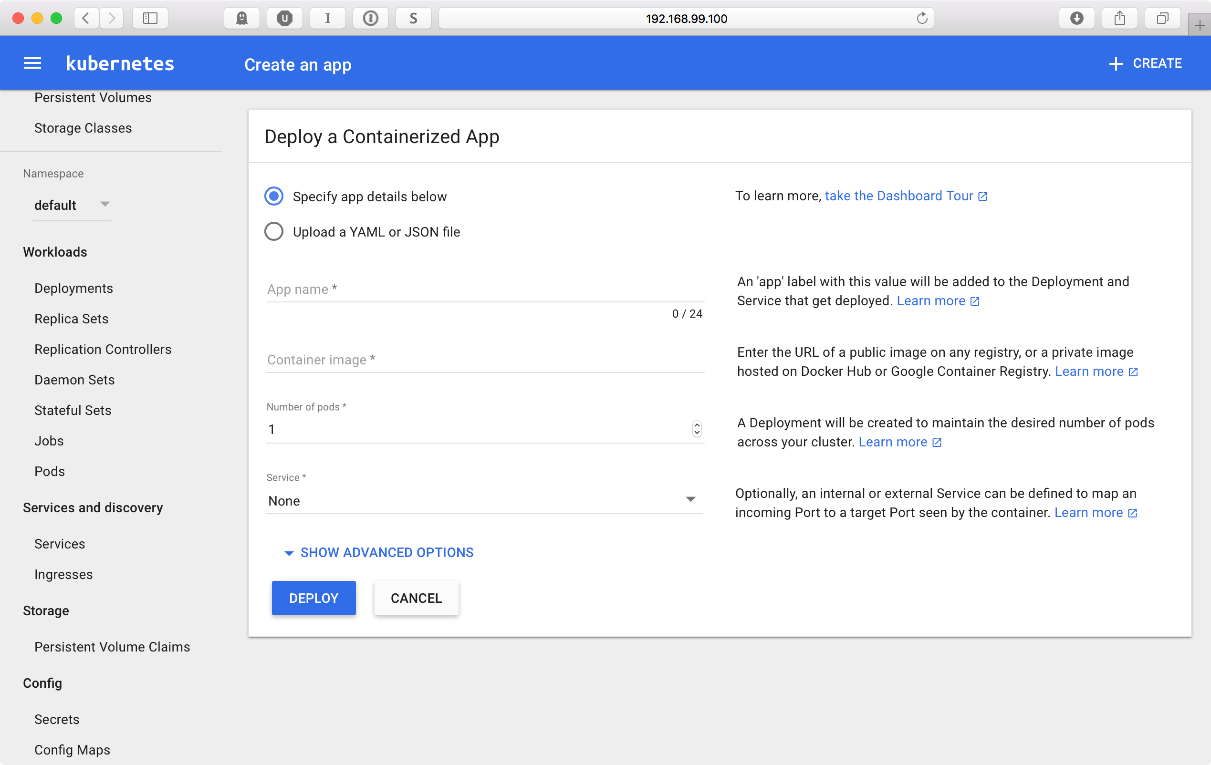 192.168.99.100
kubernetes
Create an app
CREATE
Persistent Volumes
Storage Classes
Namespace
default
Workloads
Deployments
Replica Sets
Replication Controllers
Daemon Sets
Stateful Sets
Jobs
Pods
Services and discovery
Services
Ingresses
Storage
Persistent Volume Claims
Config
Secrets
Config Maps
Deploy a Containerized App
Specify app details below
To learn more, take the Dashboard Tour
Upload a YAML or JSON file
App name *
0 / 24
An 'app' label with this value will be added to the Deployment and
Service that get deployed. Learn more
Container image *
Enter the URL of a public image on any registry, or a private image
hosted on Docker Hub or Google Container Registry. Learn more
Number of pods *
1
A Deployment will be created to maintain the desired number of pods
across your cluster. Learn more
Service *
None
Optionally, an internal or external Service can be defined to map an
incoming Port to a target Port seen by the container. Learn more
SHOW ADVANCED OPTIONS
DEPLOY
CANCEL